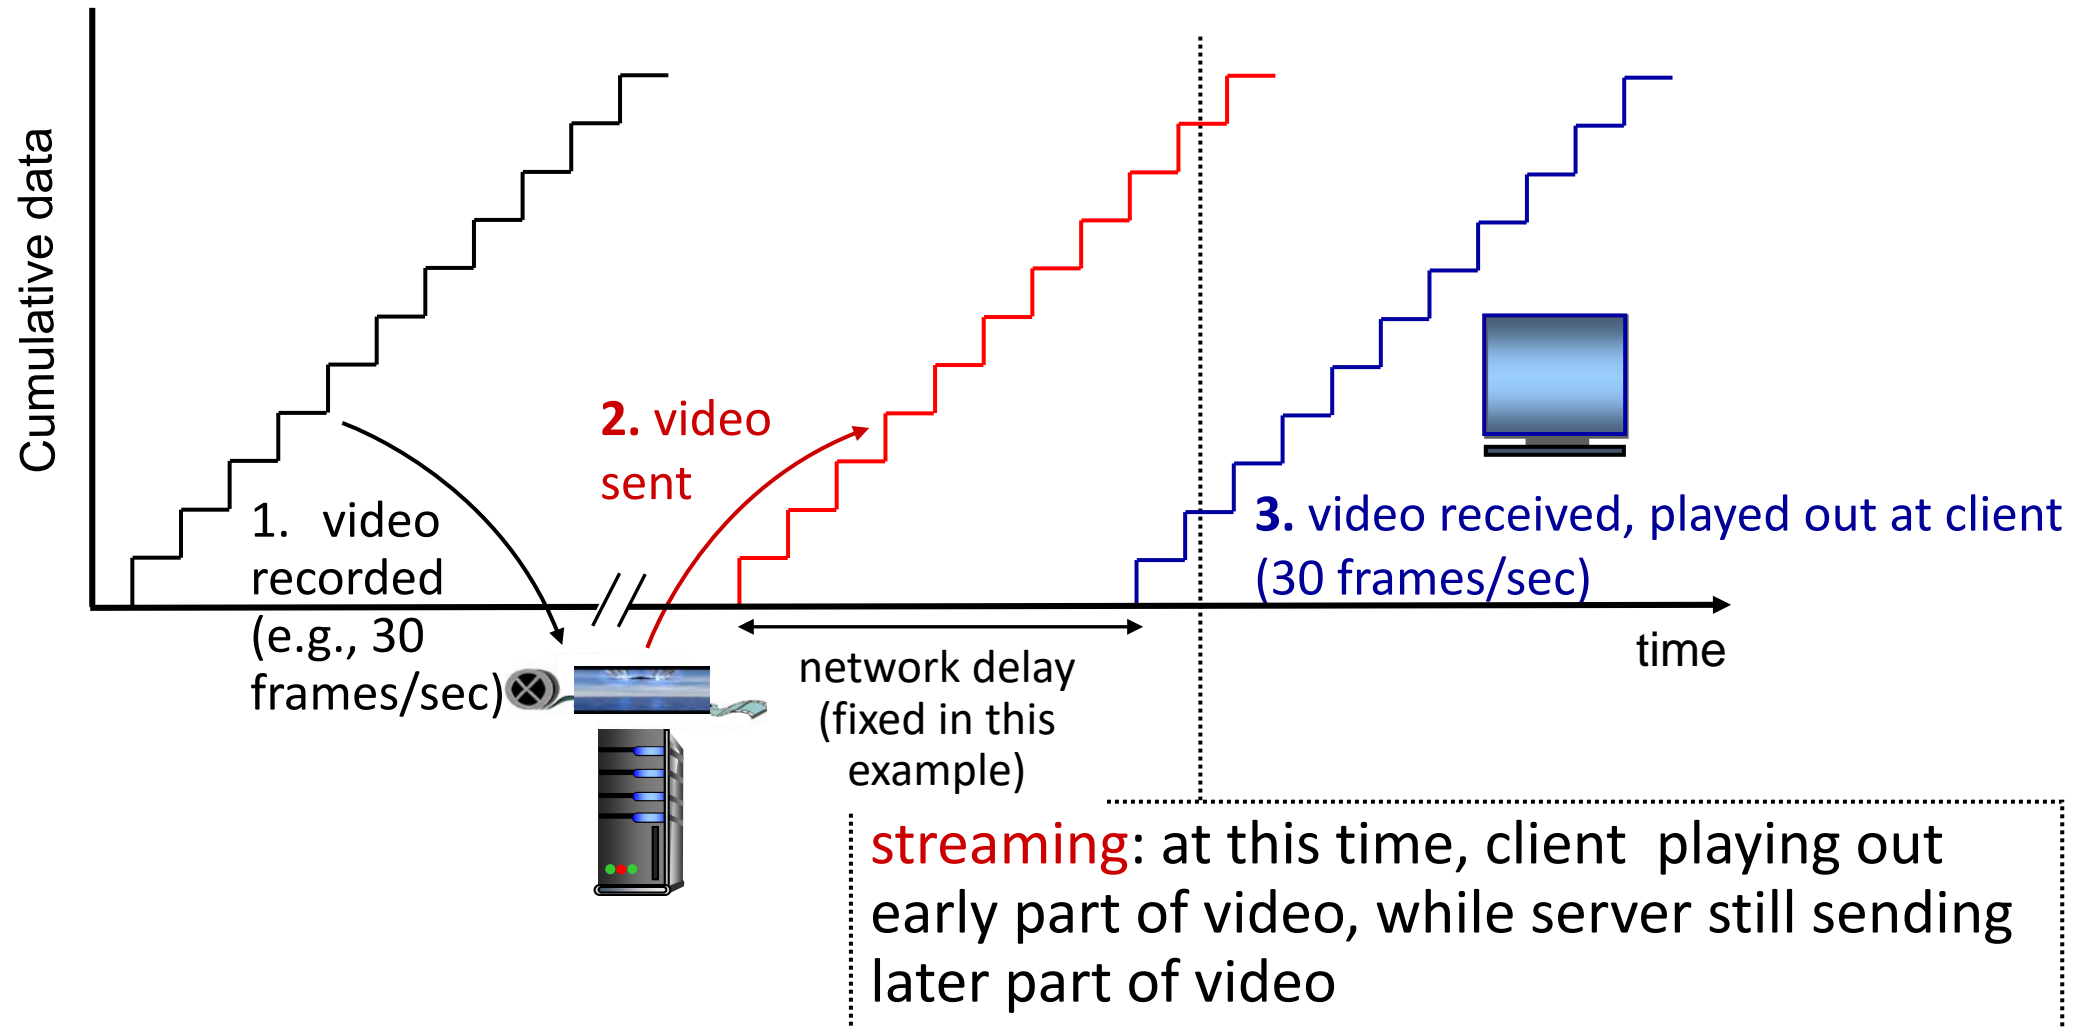 Cumulative data
1. video
recorded
(e.g., 30
frames/sec)
2. video
sent
3. video received, played out at client
(30 frames/sec)
time
network delay
(fixed in this
example)
streaming: at this time, client playing out
early part of video, while server still sending
later part of video